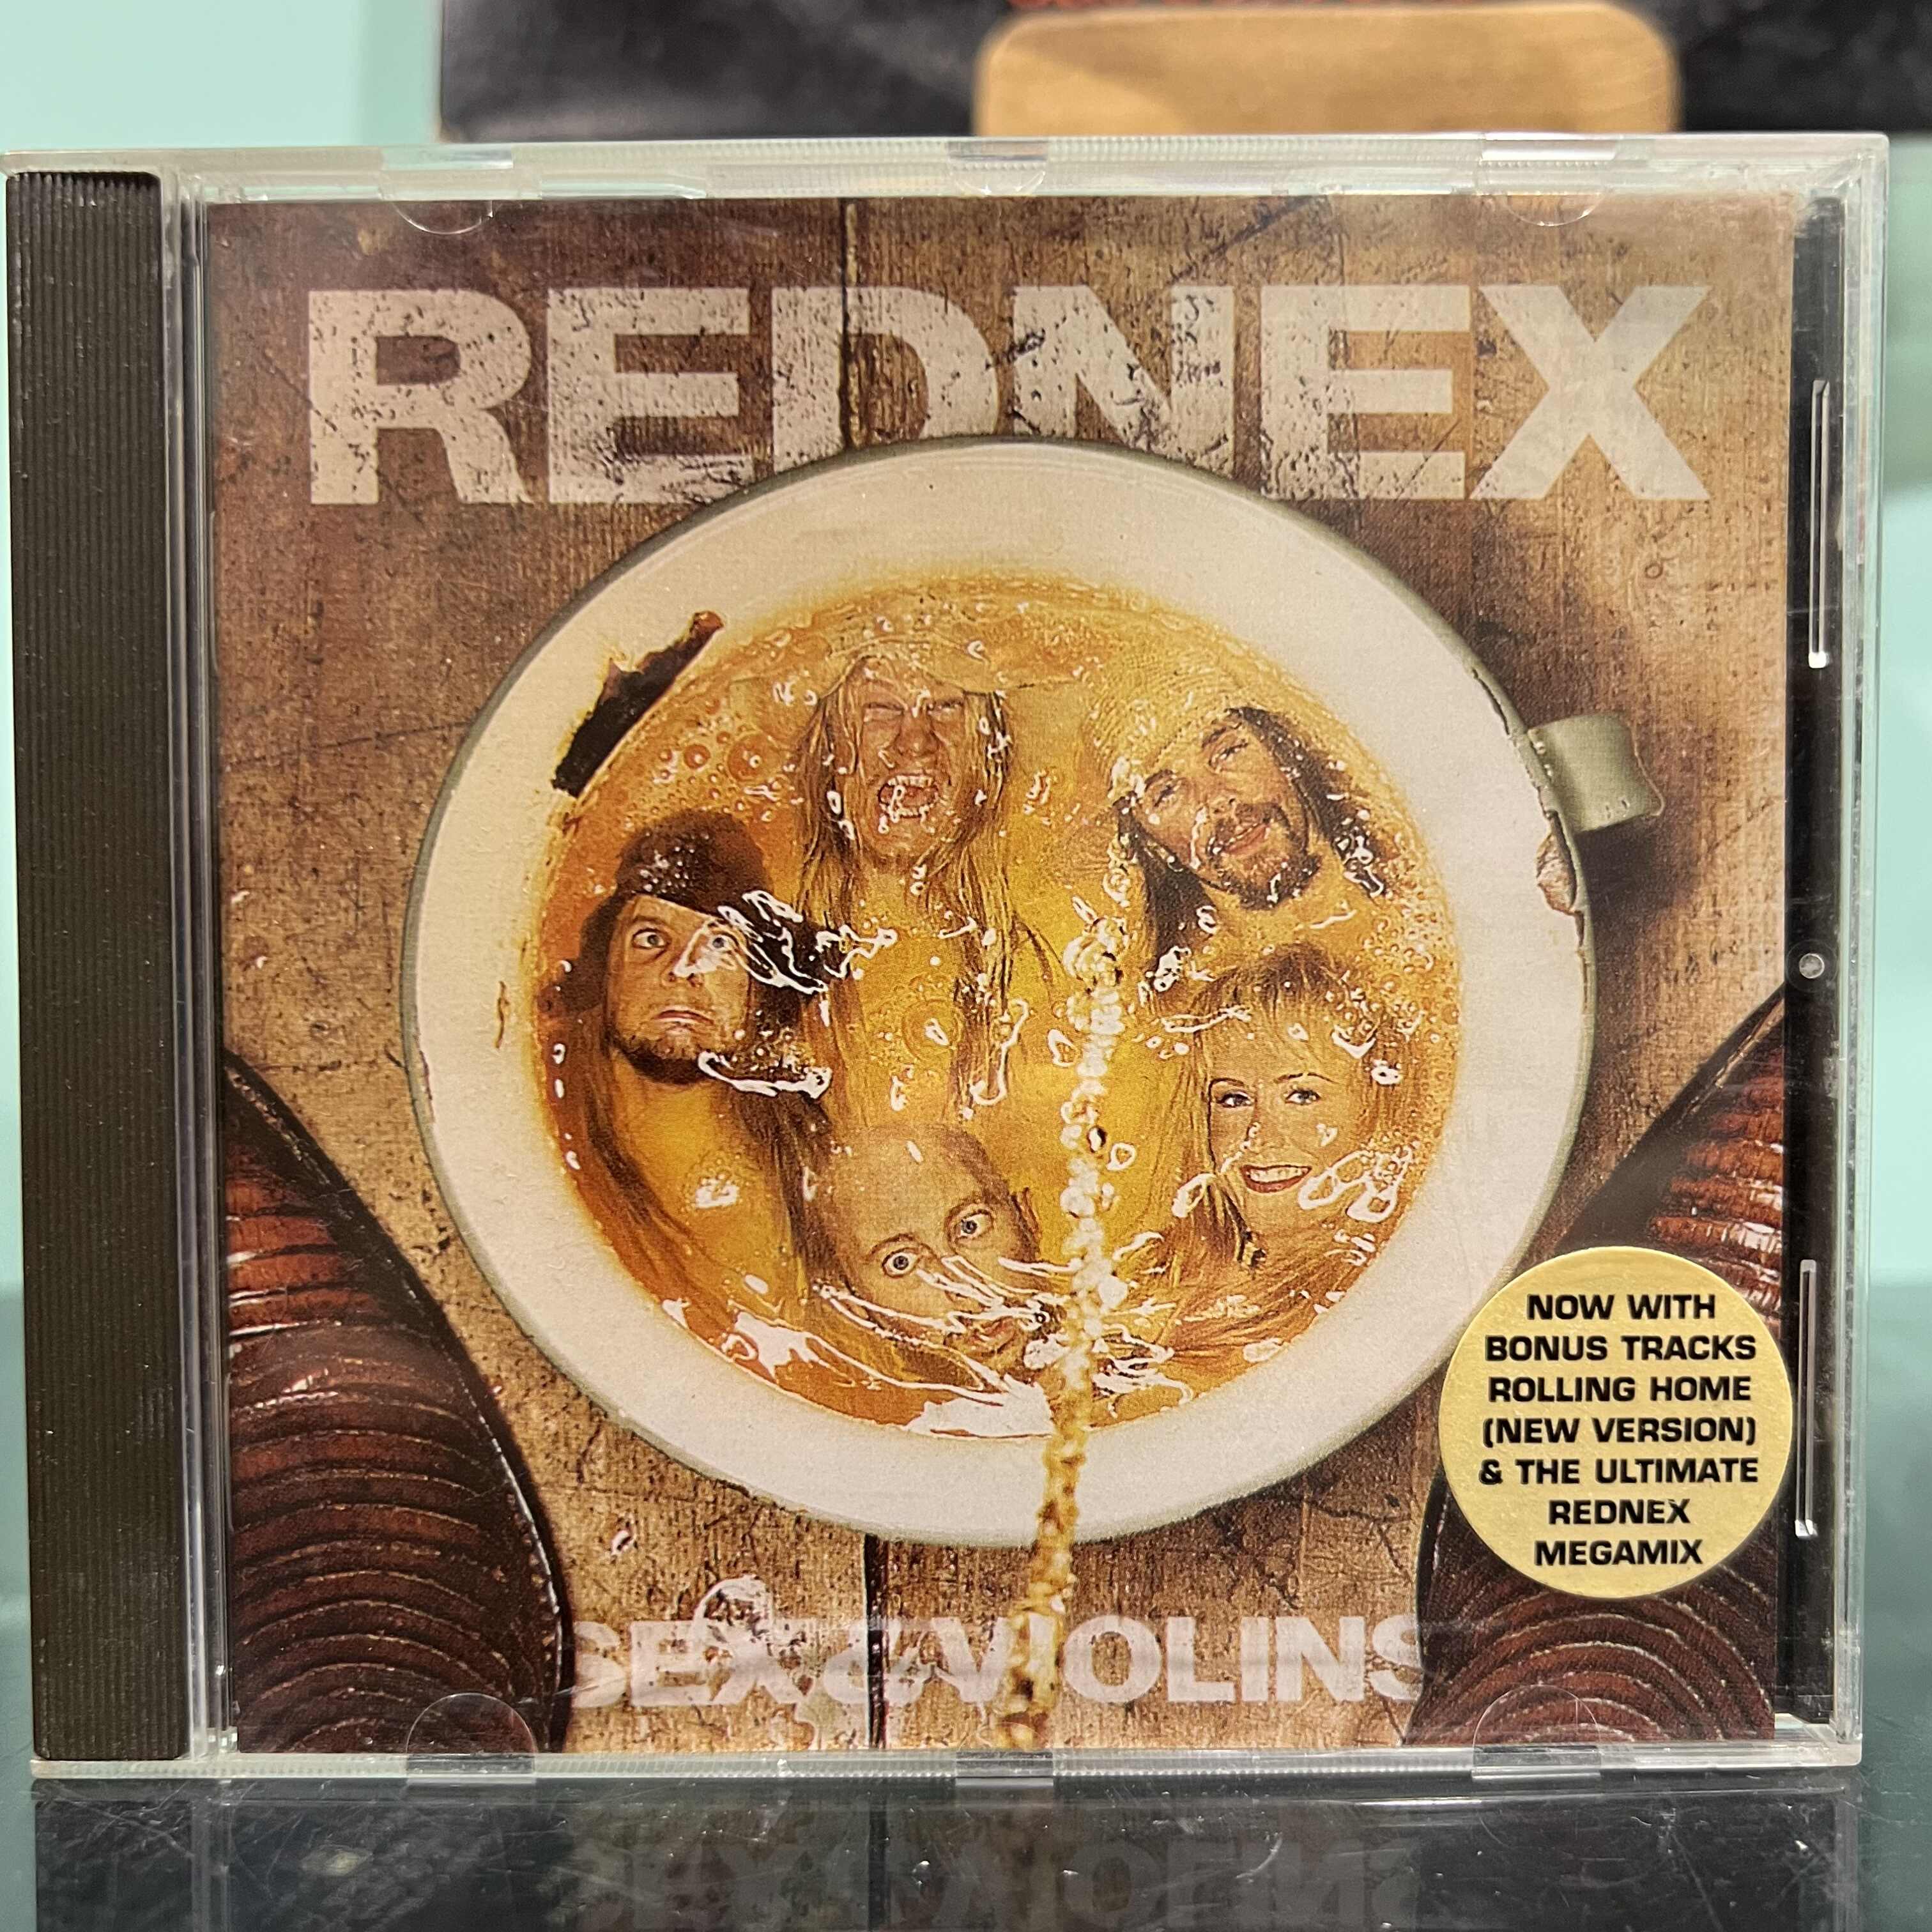 REDNEX
NOW WITH
BONUS TRACKS
ROLLING HOME
(NEW VERSION)
& THE ULTIMATE
REDNEX
MEGAMIX
SEX & VIOLINS